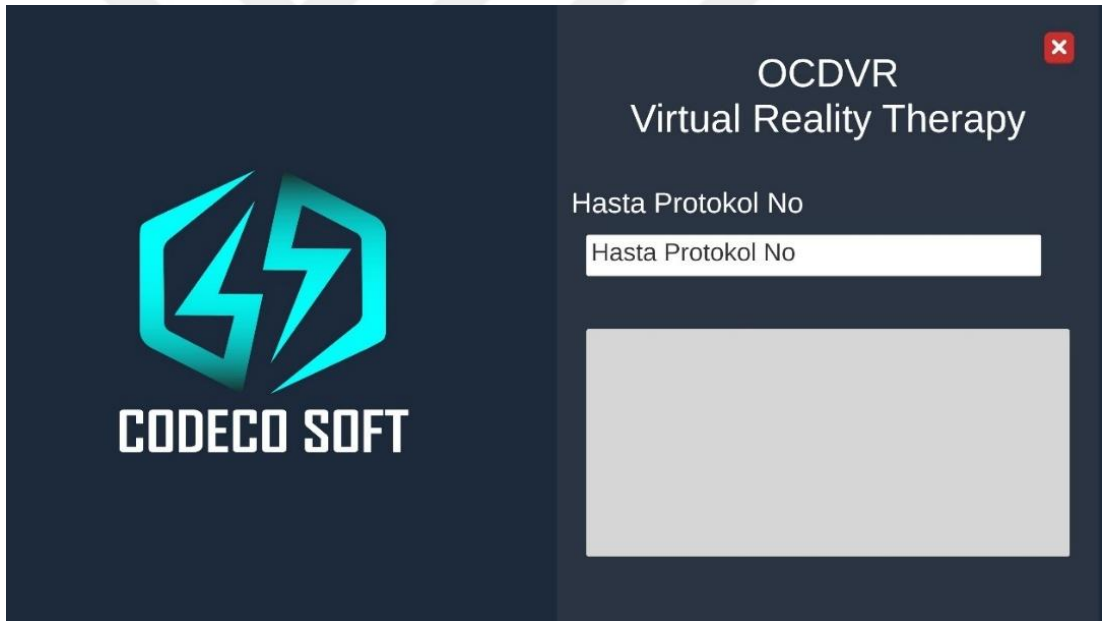 CODECO SOFT
OCDVR
Virtual Reality Therapy
Hasta Protokol No
Hasta Protokol No